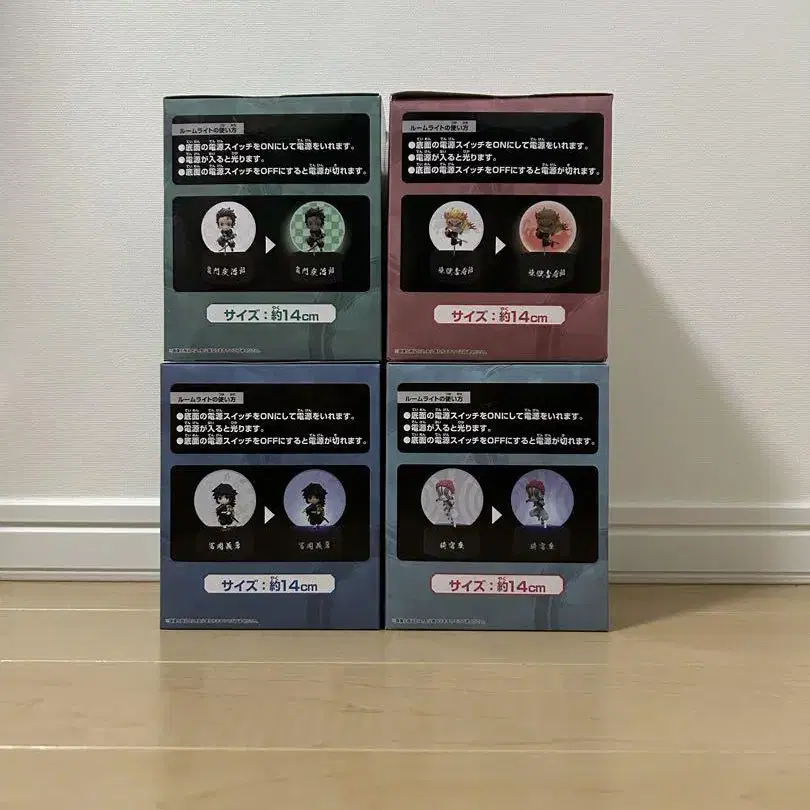 ルームライトの使い方
●底面の電源スイッチをONにして電源をいれます。
●電源が入ると光ります。
●底面の電源スイッチをOFFにすると電源が切れます。
竈門炭治郎
竈門炭治郎
サイズ：約14cm
ルームライトの使い方
●底面の電源スイッチをONにして電源をいれます。
●電源が入ると光ります。
●底面の電源スイッチをOFFにすると電源が切れます。
煉獄杏寿郎
煉獄杏寿郎
サイズ：約14cm
ルームライトの使い方
●底面の電源スイッチをONにして電源をいれます。
●電源が入ると光ります。
●底面の電源スイッチをOFFにすると電源が切れます。
冨岡義勇
冨岡義勇
サイズ：約14cm
ルームライトの使い方
●底面の電源スイッチをONにして電源をいれます。
●電源が入ると光ります。
●底面の電源スイッチをOFFにすると電源が切れます。
猗窩座
猗窩座
サイズ：約14cm